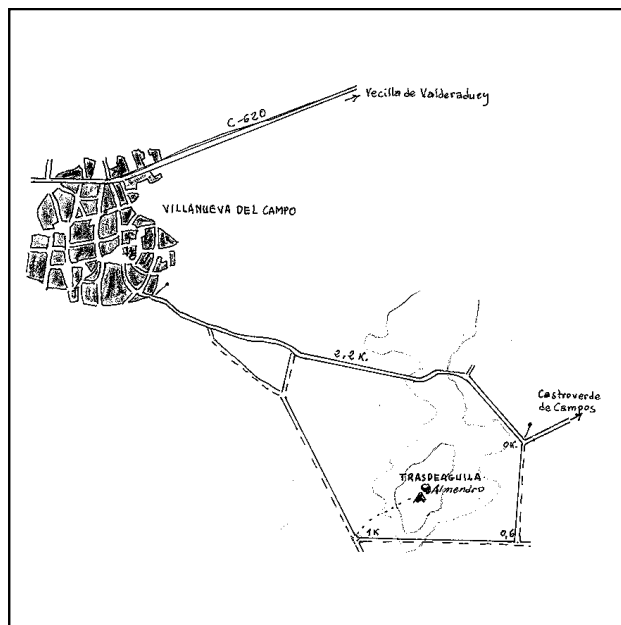 Vecilla de Valderaduey
C-620
VILLANUEVA DEL CAMPO
2,2 K.
Castroverde
de Campos
0K.
TRASDEAGUILA
Almendro
1K
0,6